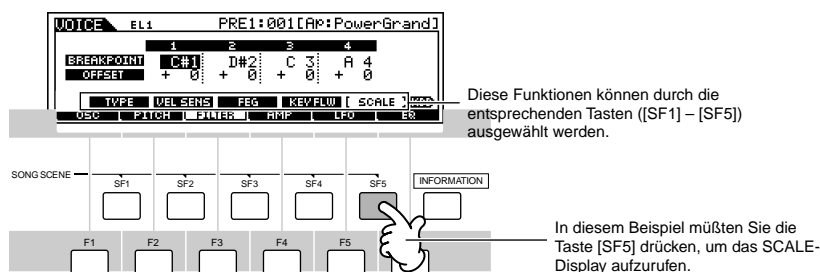 VOICE EL1 PRE1:001[AP:PowerGrand]
1 2 3 4
BREAKPOINT C#1 D#2 C 3 A 4
OFFSET + 0 + 0 + 0 + 0
TYPE VEL SENS FEG KEYFLW [ SCALE ]
OSC PITCH FILTER AMP LFO EQ
Diese Funktionen können durch die
entsprechenden Tasten ([SF1] – [SF5])
ausgewählt werden.
SONG SCENE SF1 SF2 SF3 SF4 SF5 INFORMATION
In diesem Beispiel müßten Sie die
Taste [SF5] drücken, um das SCALE-
Display aufzurufen.
F1 F2 F3 F4 F5